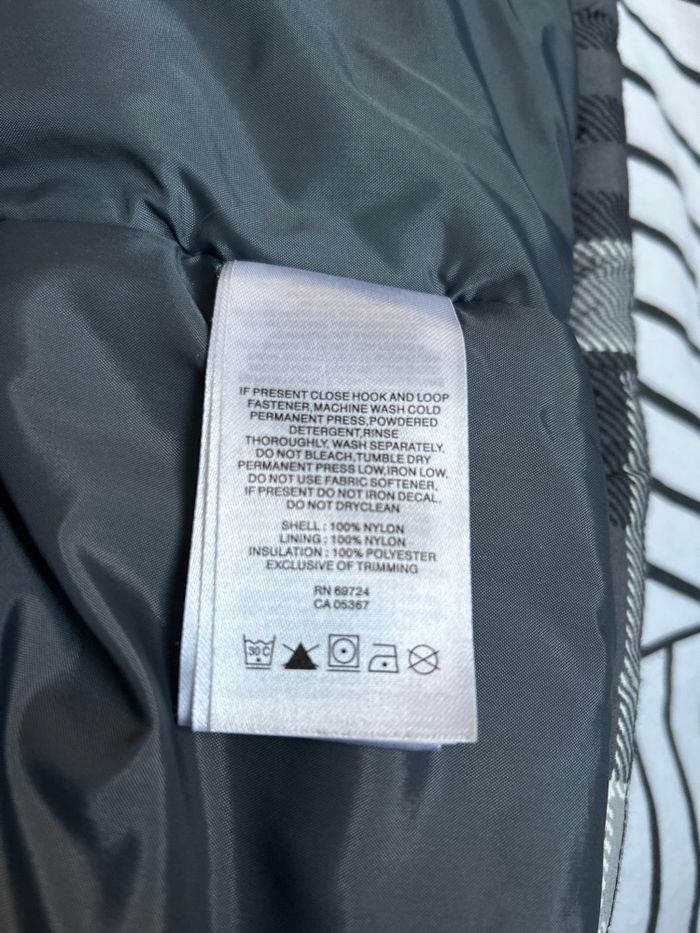 IF PRESENT CLOSE HOOK AND LOOP
FASTENER,MACHINE WASH COLD
PERMANENT PRESS,POWDERED
DETERGENT,RINSE
THOROUGHLY, WASH SEPARATELY,
DO NOT BLEACH,TUMBLE DRY
PERMANENT PRESS LOW,IRON LOW,
DO NOT USE FABRIC SOFTENER,
IF PRESENT DO NOT IRON DECAL,
DO NOT DRYCLEAN
SHELL : 100% NYLON
LINING : 100% NYLON
INSULATION : 100% POLYESTER
EXCLUSIVE OF TRIMMING
RN 69724
CA 05367
30 C